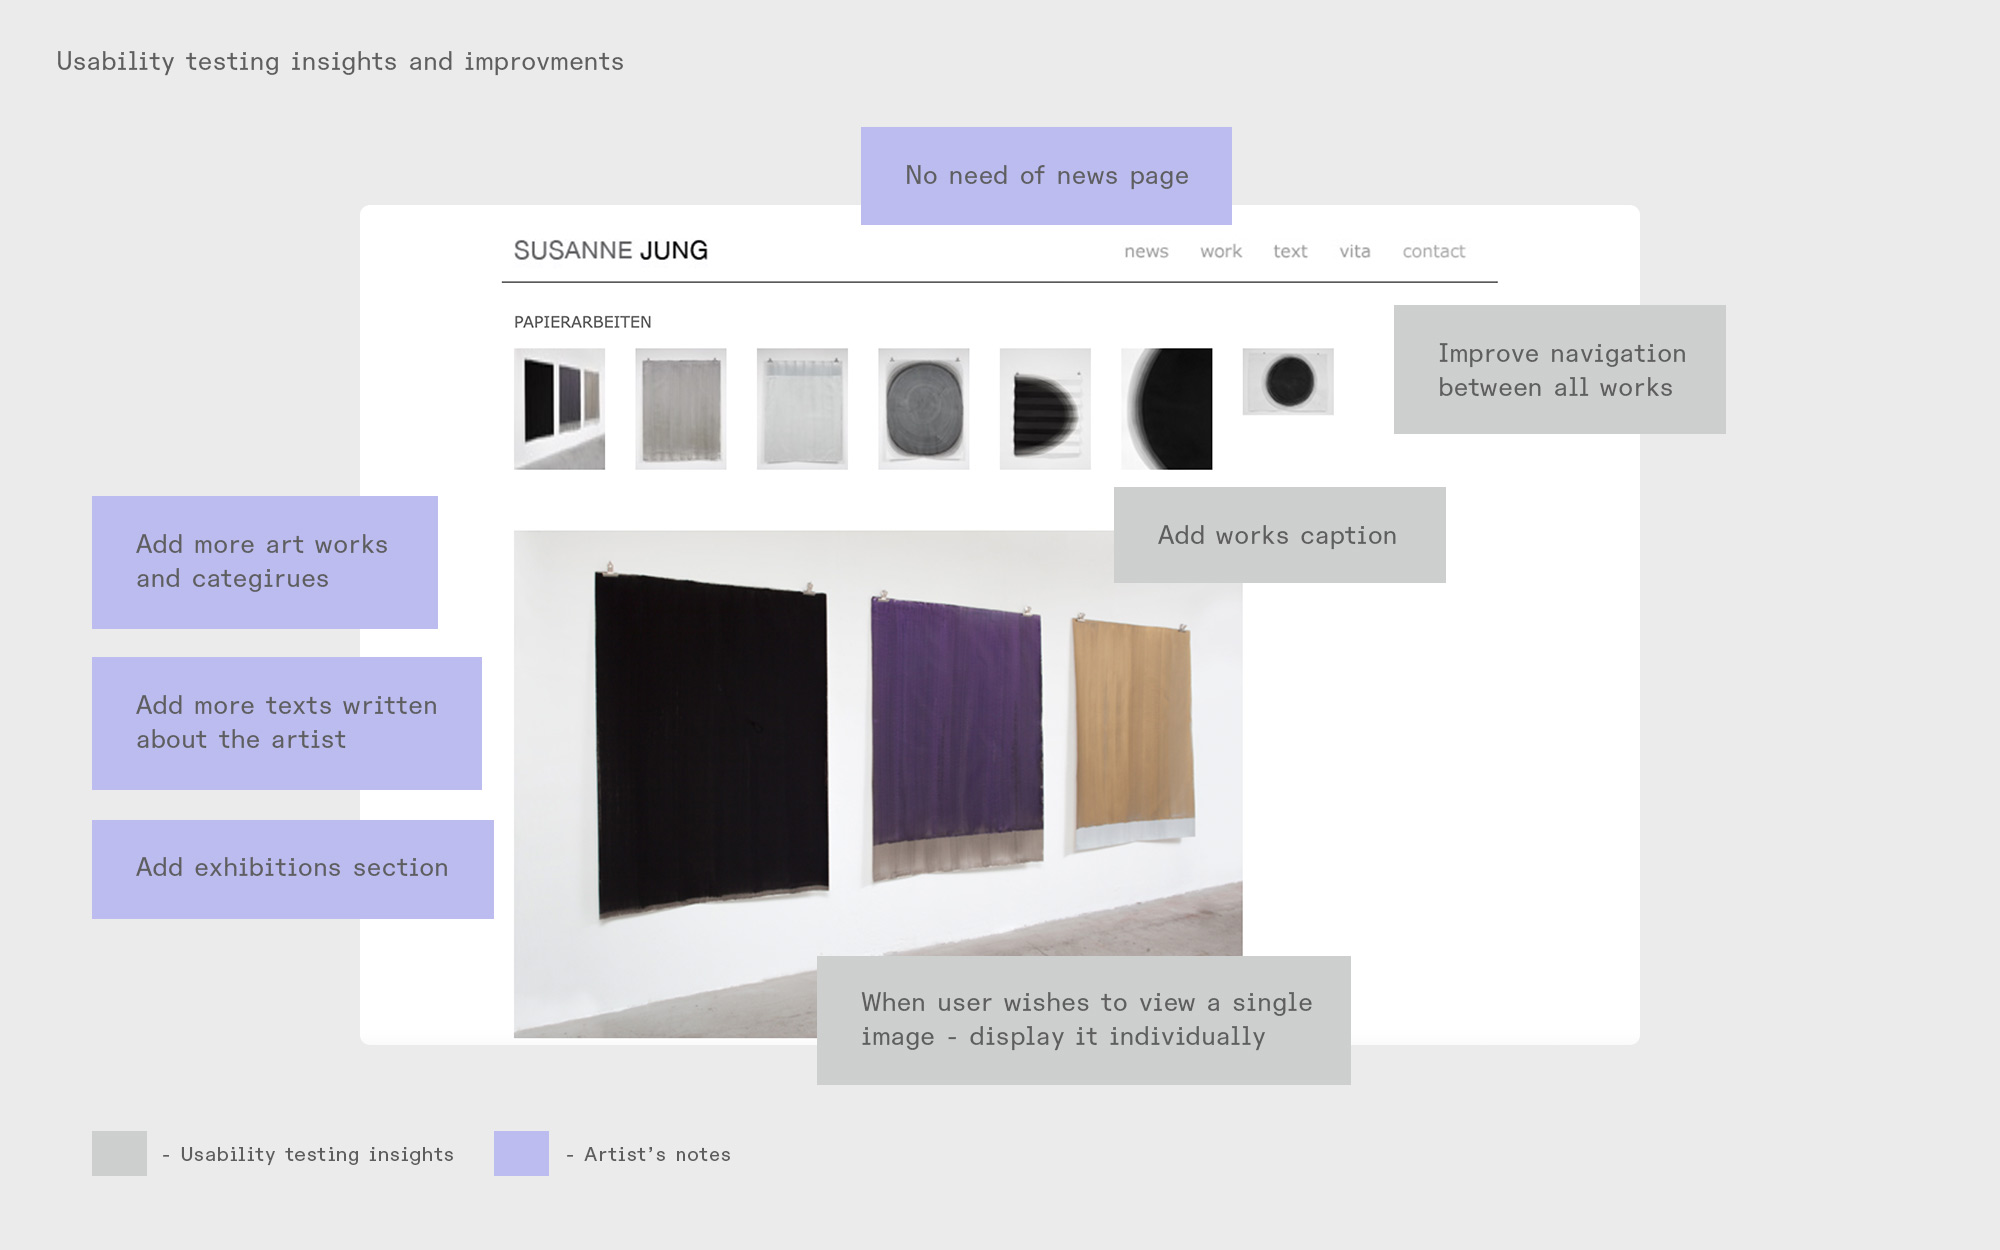 Usability testing insights and improvments
No need of news page
SUSANNE JUNG
news work text vita contact
PAPIERARBEITEN
Improve navigation
between all works
Add works caption
Add more art works
and categirues
Add more texts written
about the artist
Add exhibitions section
When user wishes to view a single
image - display it individually
- Usability testing insights
- Artist’s notes